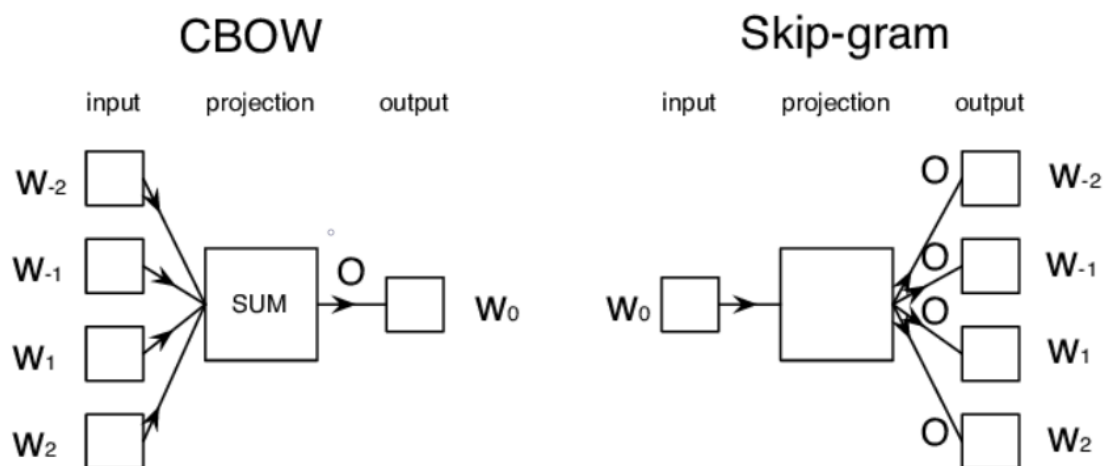 CBOW
input projection output
w-2
w-1
w1
w2
SUM
O
w0
Skip-gram
input projection output
w0
O
O
O
O
w-2
w-1
w1
w2